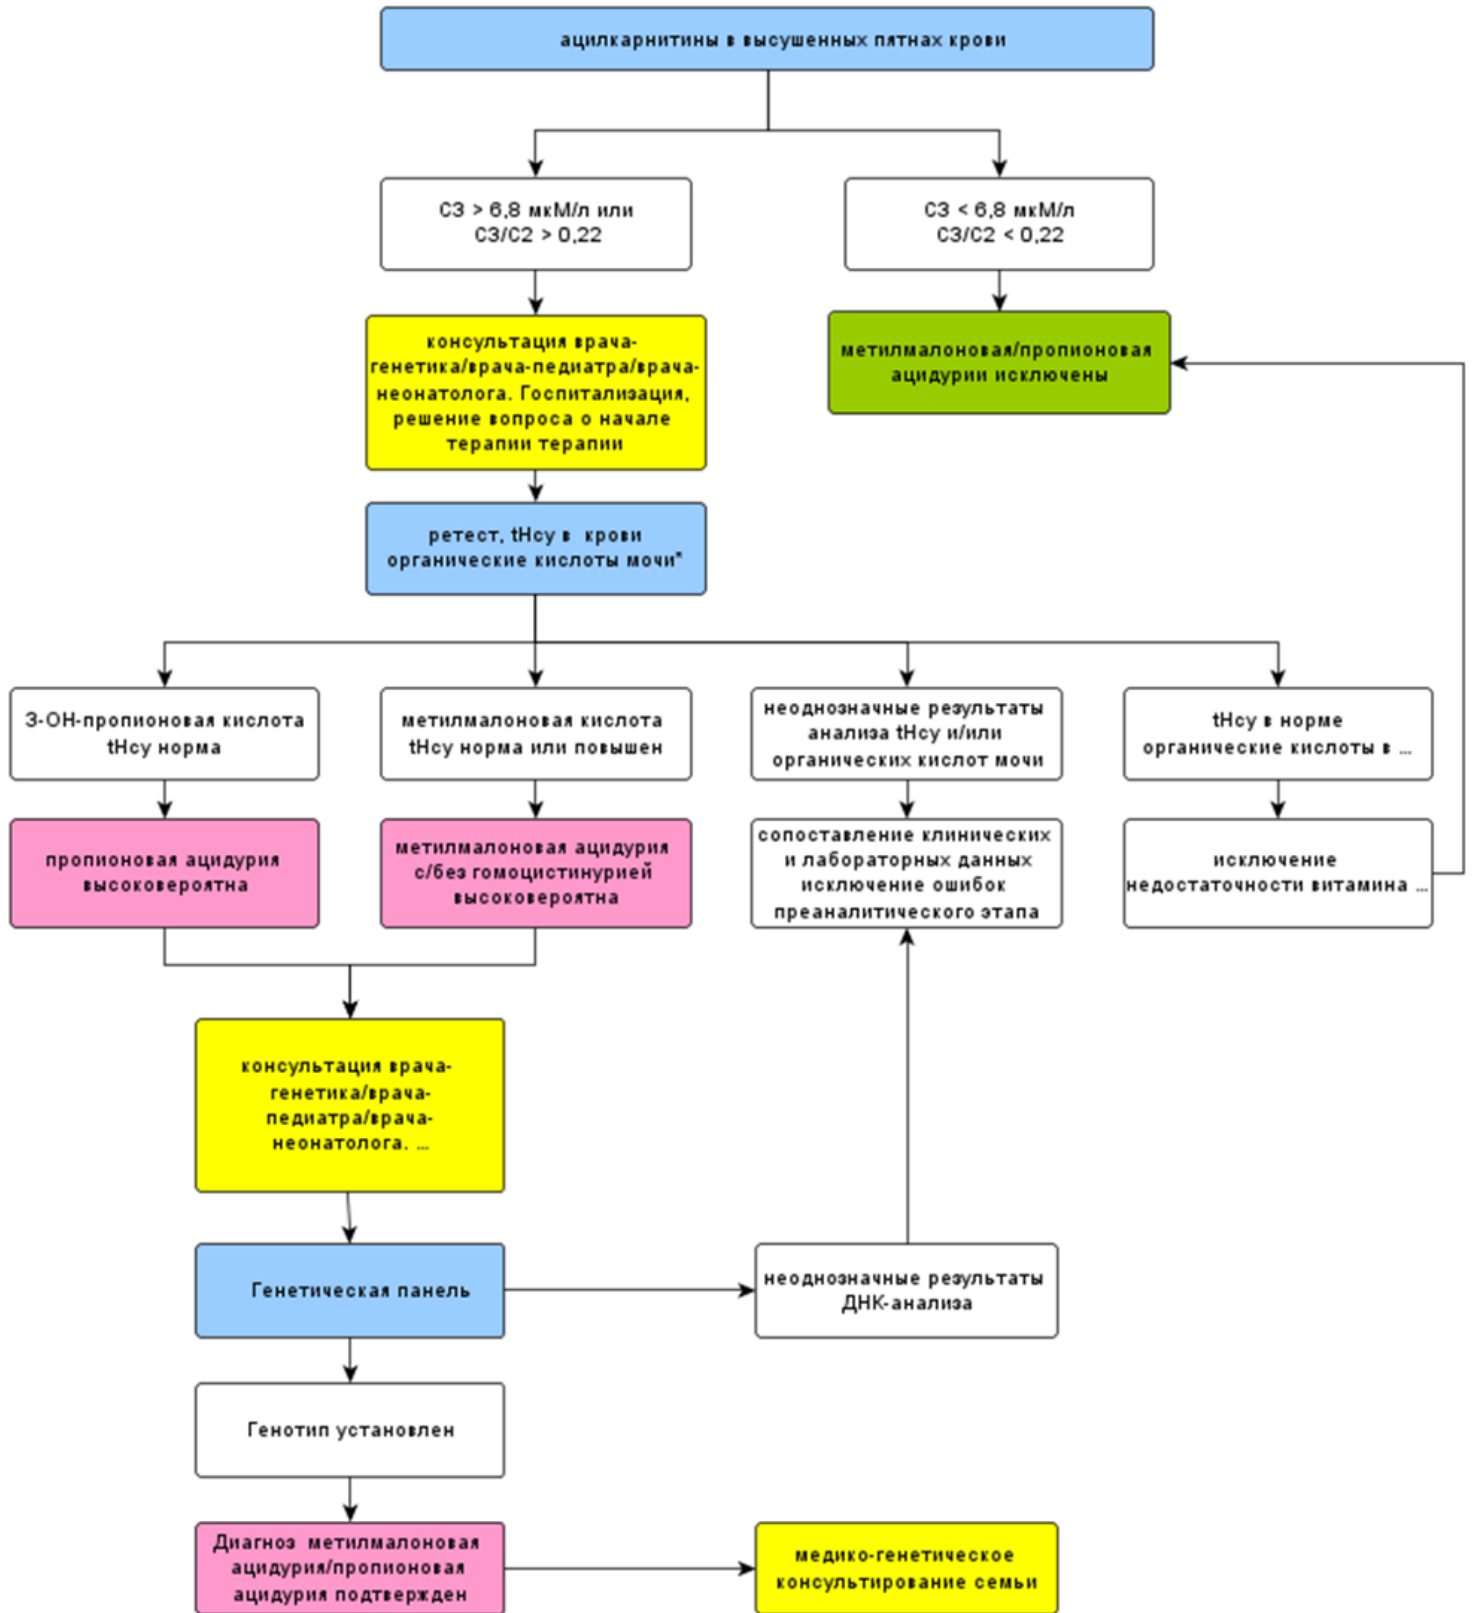 ацилкарнитины в высушенных пятнах крови
С3 > 6,8 мкМ/л или
С3/С2 > 0,22
С3 < 6,8 мкМ/л
С3/С2 < 0,22
консультация врача-
генетика/врача-педиатра/врача-
неонатолога. Госпитализация,
решение вопроса о начале
терапии терапии
метилмалоновая/пропионовая
ацидурии исключены
ретест, tHcy в крови
органические кислоты мочи*
3-ОН-пропионовая кислота
tHcy норма
метилмалоновая кислота
tHcy норма или повышен
неоднозначные результаты
анализа tHcy и/или
органических кислот мочи
tHcy в норме
органические кислоты в ...
пропионовая ацидурия
высоковероятна
метилмалоновая ацидурия
с/без гомоцистинурией
высоковероятна
сопоставление клинических
и лабораторных данных
исключение ошибок
преаналитического этапа
исключение
недостаточности витамина ...
консультация врача-
генетика/врача-
педиатра/врача-
неонатолога. ...
Генетическая панель
неоднозначные результаты
ДНК-анализа
Генотип установлен
Диагноз метилмалоновая
ацидурия/пропионовая
ацидурия подтвержден
медико-генетическое
консультирование семьи